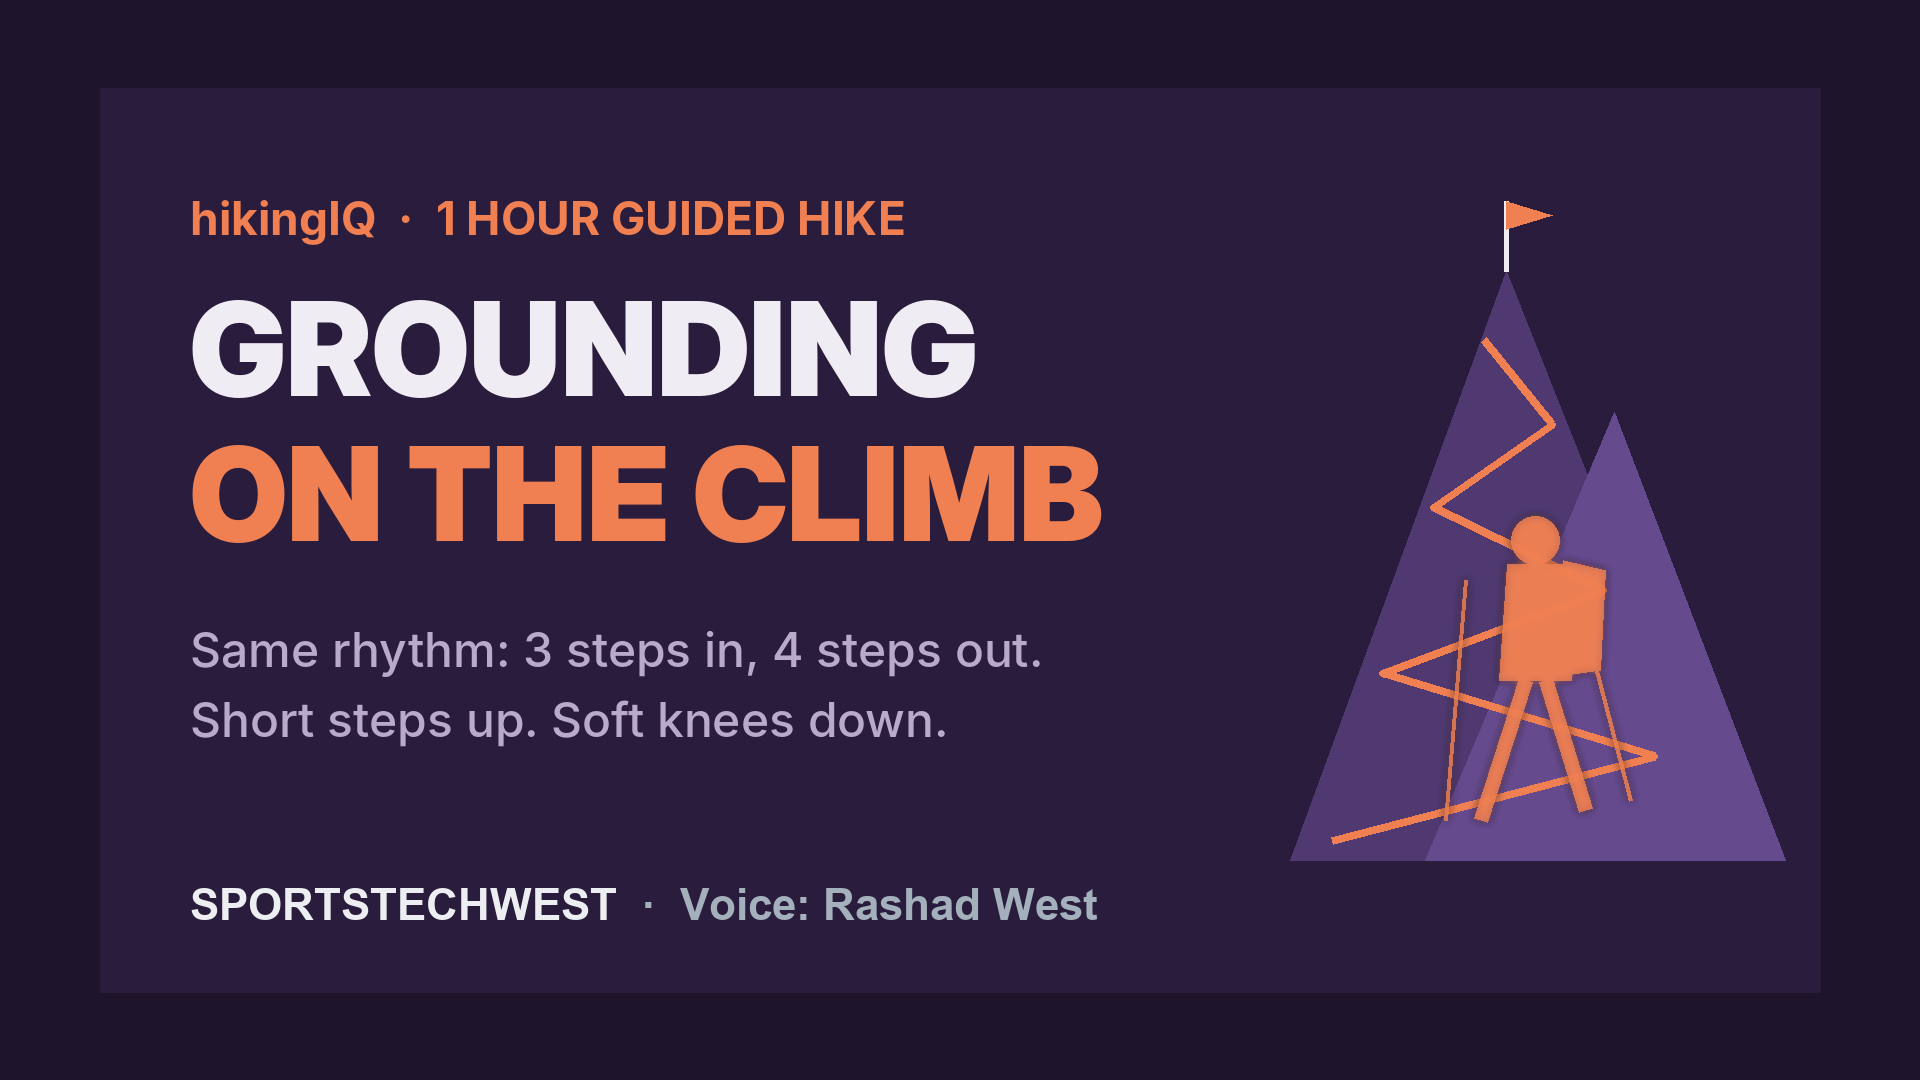 hikingIQ · 1 HOUR GUIDED HIKE
GROUNDING
ON THE CLIMB
Same rhythm: 3 steps in, 4 steps out.
Short steps up. Soft knees down.
SPORTSTECHWEST · Voice: Rashad West